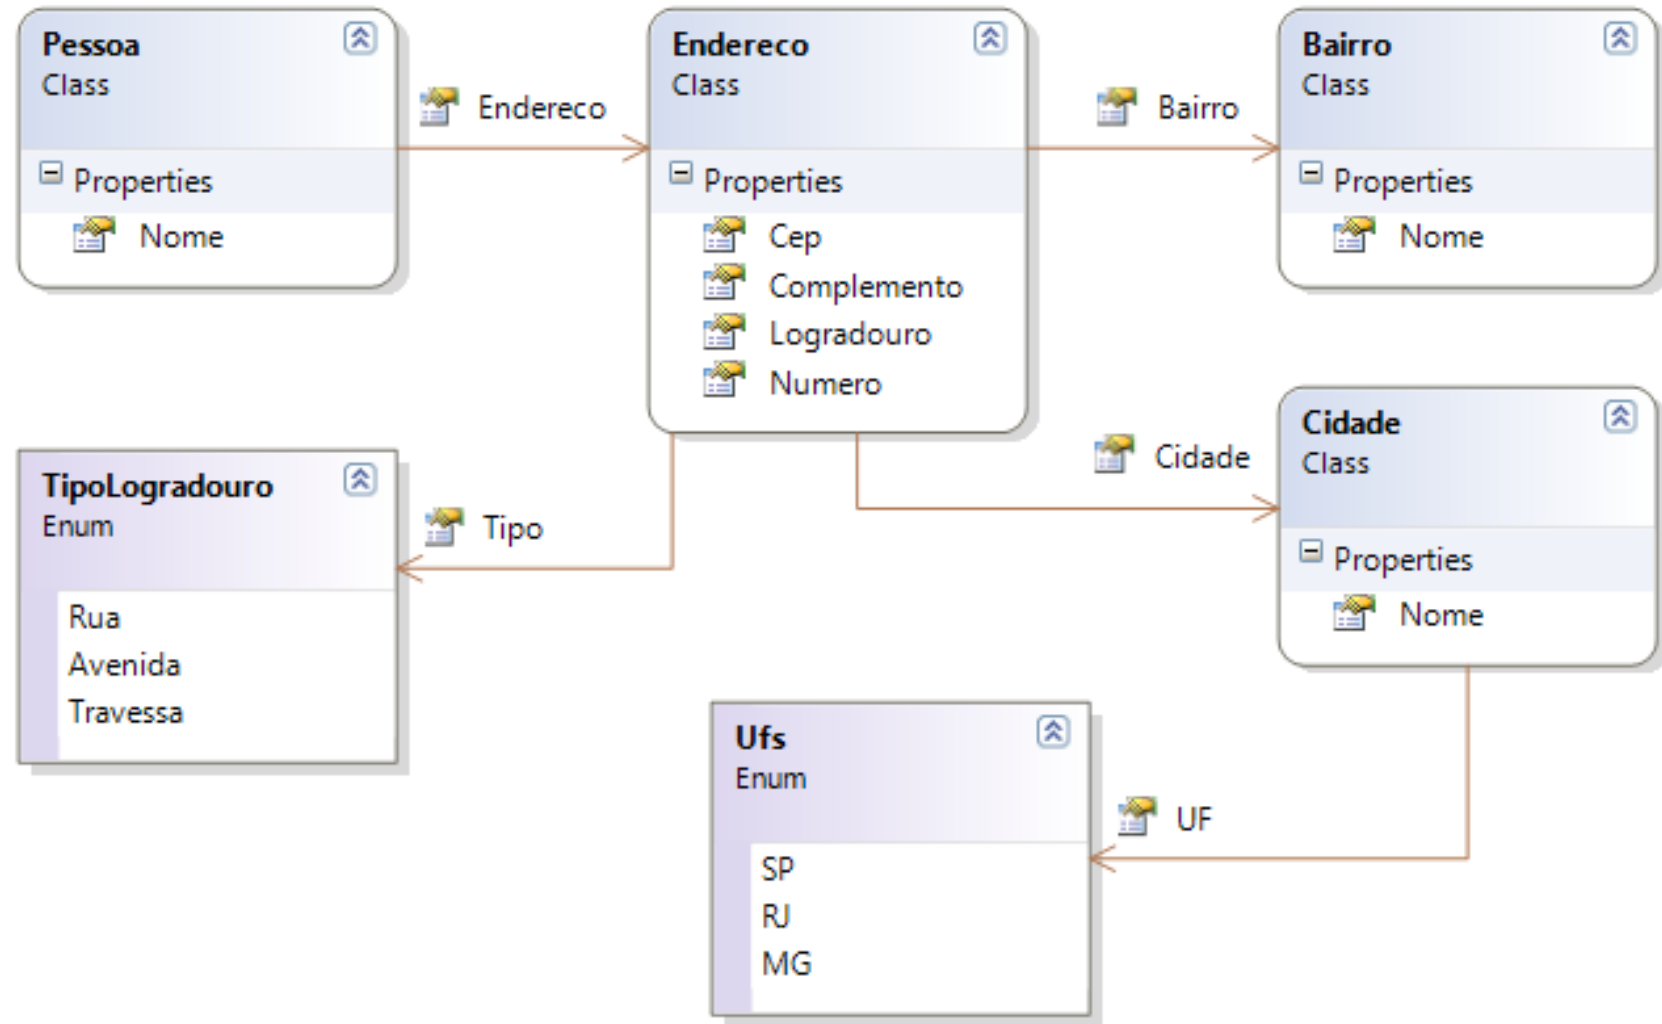 Pessoa
Class
Properties
Nome
Endereco
Endereco
Class
Properties
Cep
Complemento
Logradouro
Numero
Bairro
Bairro
Class
Properties
Nome
TipoLogradouro
Enum
Rua
Avenida
Travessa
Tipo
Cidade
Cidade
Class
Properties
Nome
Ufs
Enum
SP
RJ
MG
UF